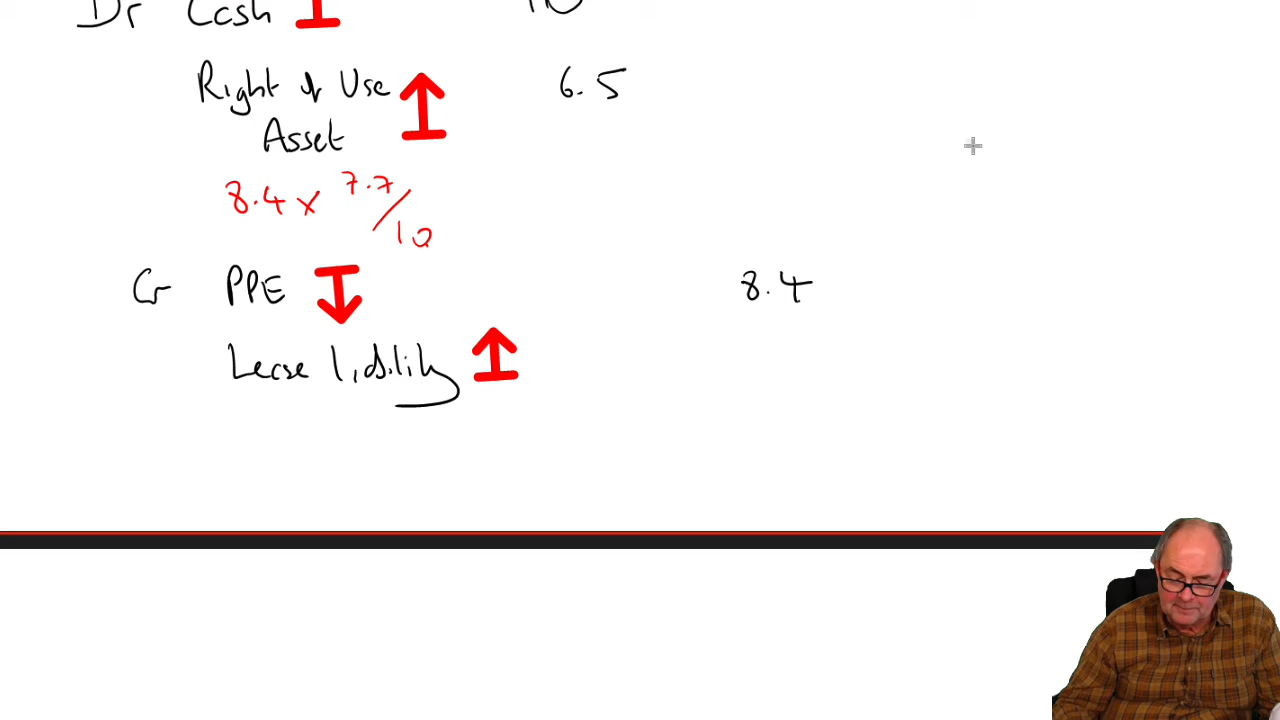 Dr Cash 10
Right of Use 6.5
Asset
8.4 x 7.7/10
Cr PPE 8.4
Lease liability